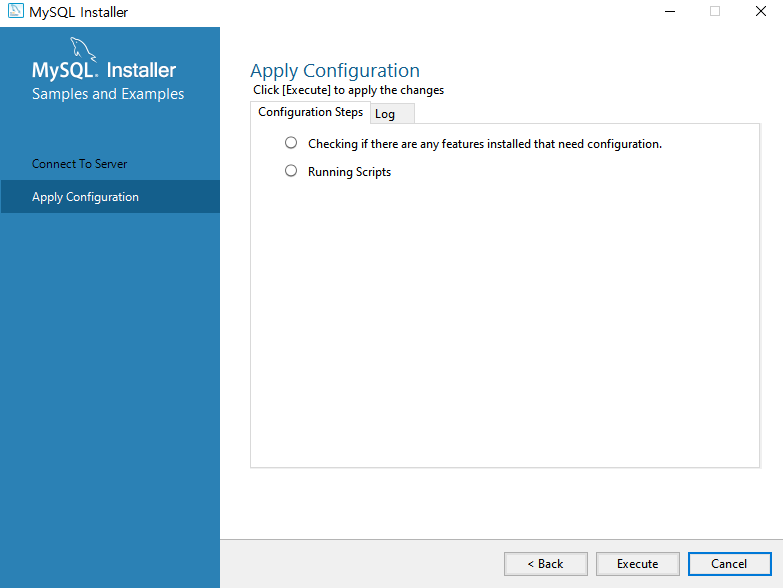 MySQL Installer
MySQL. Installer
Samples and Examples
Connect To Server
Apply Configuration
Apply Configuration
Click [Execute] to apply the changes
Configuration Steps
Log
Checking if there are any features installed that need configuration.
Running Scripts
< Back
Execute
Cancel